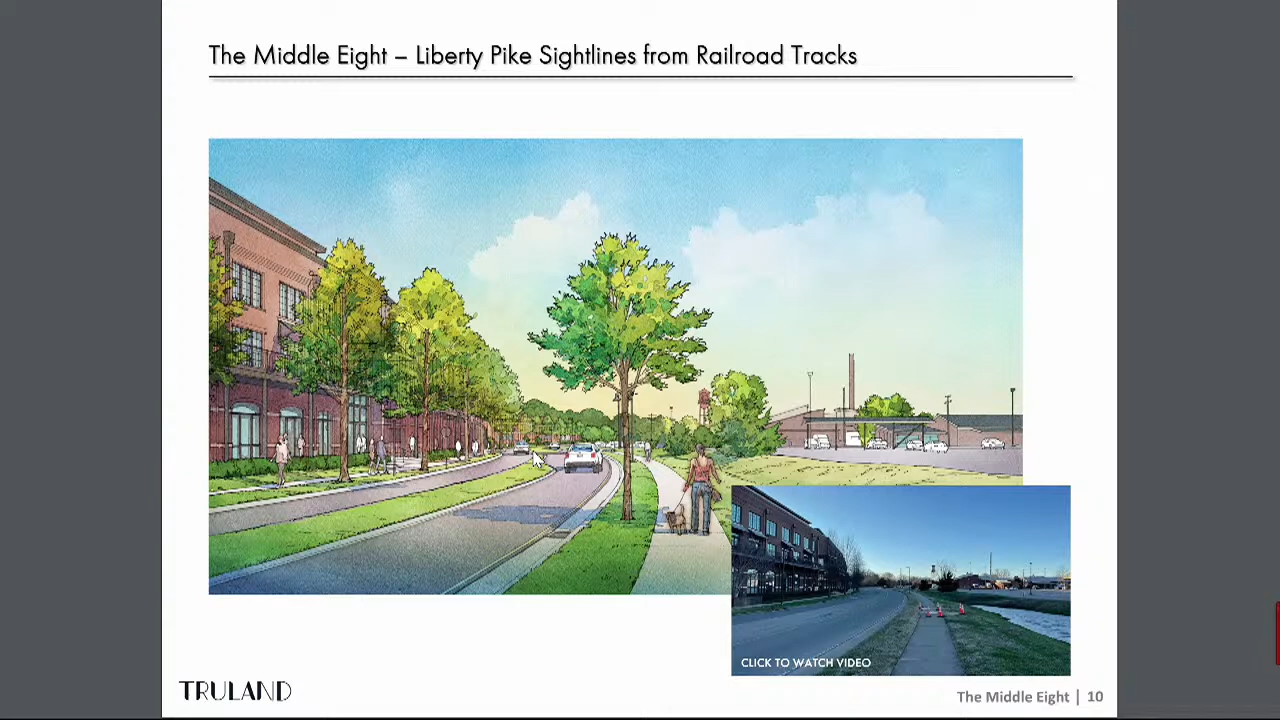 The Middle Eight – Liberty Pike Sightlines from Railroad Tracks
CLICK TO WATCH VIDEO
TRULAND
The Middle Eight | 10